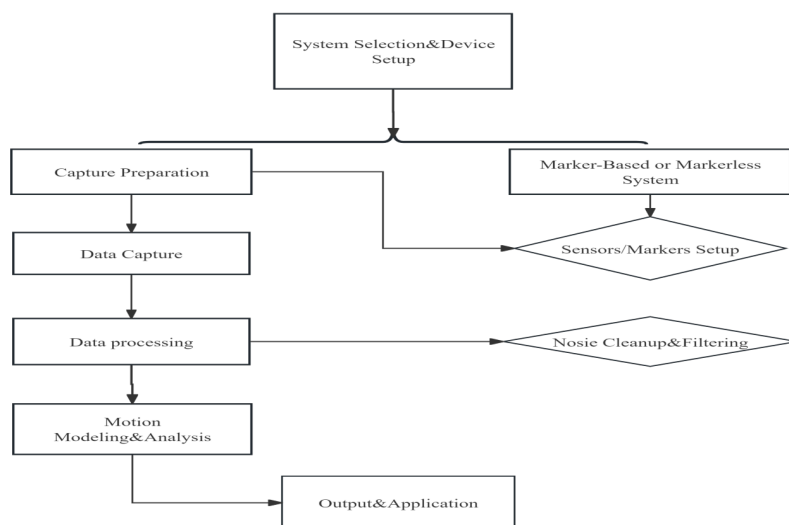 System Selection&Device
Setup
Capture Preparation
Marker-Based or Markerless
System
Data Capture
Sensors/Markers Setup
Data processing
Nosie Cleanup&Filtering
Motion
Modeling&Analysis
Output&Application